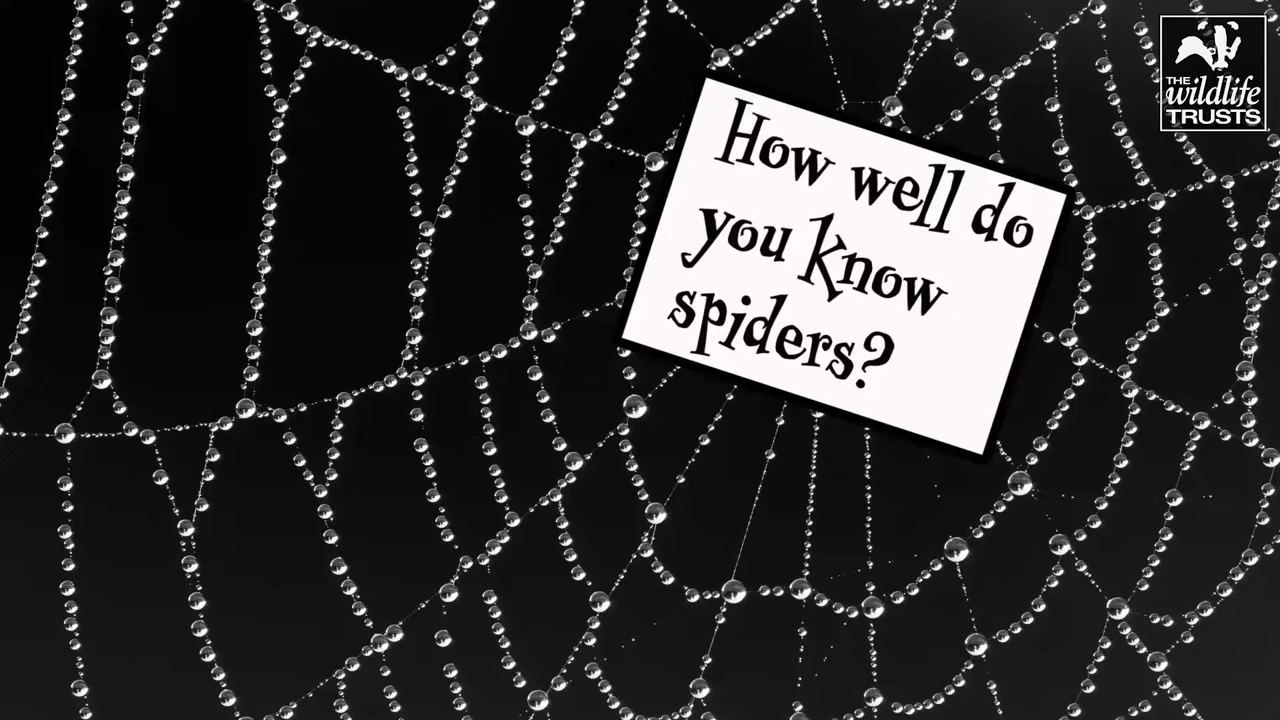 How well do
you know
spiders?
THE
wildlife
TRUSTS